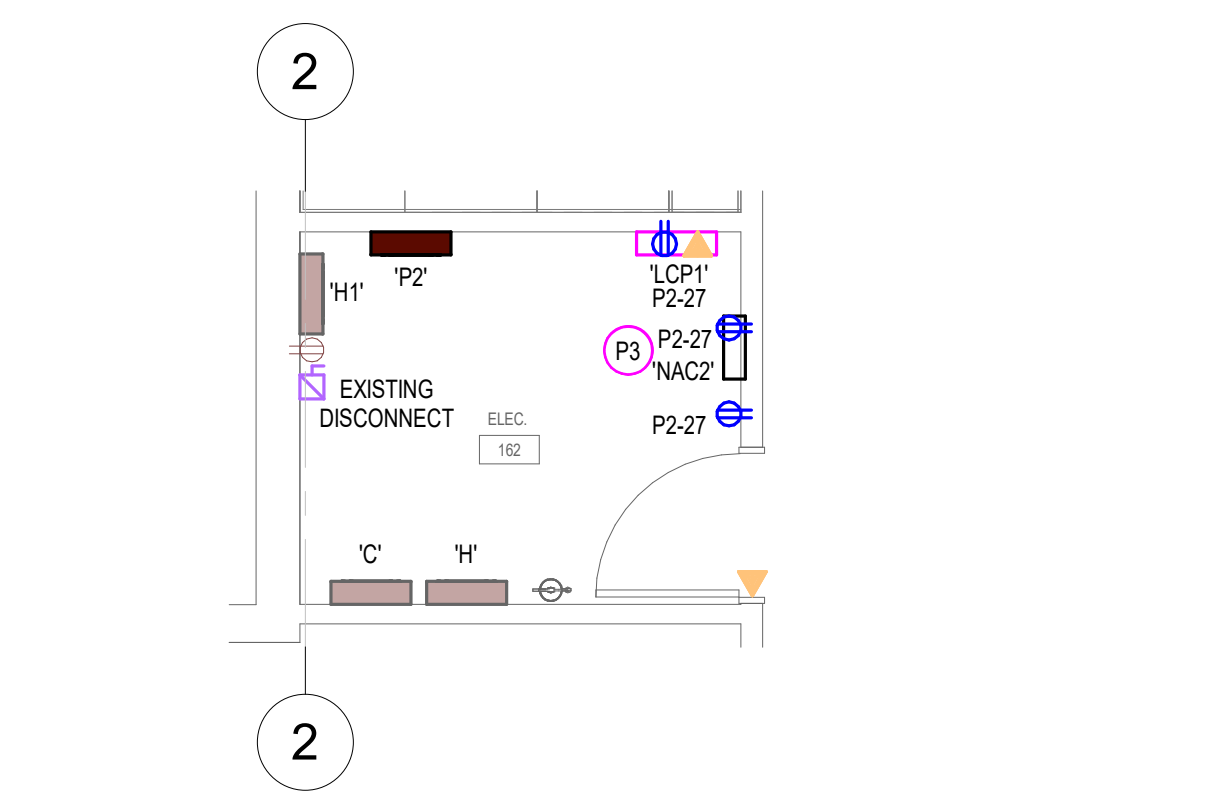 2
'P2'
'H1'
'LCP1'
P2-27
P3
P2-27
'NAC2'
EXISTING
DISCONNECT
P2-27
ELEC.
162
'C'
'H'
2